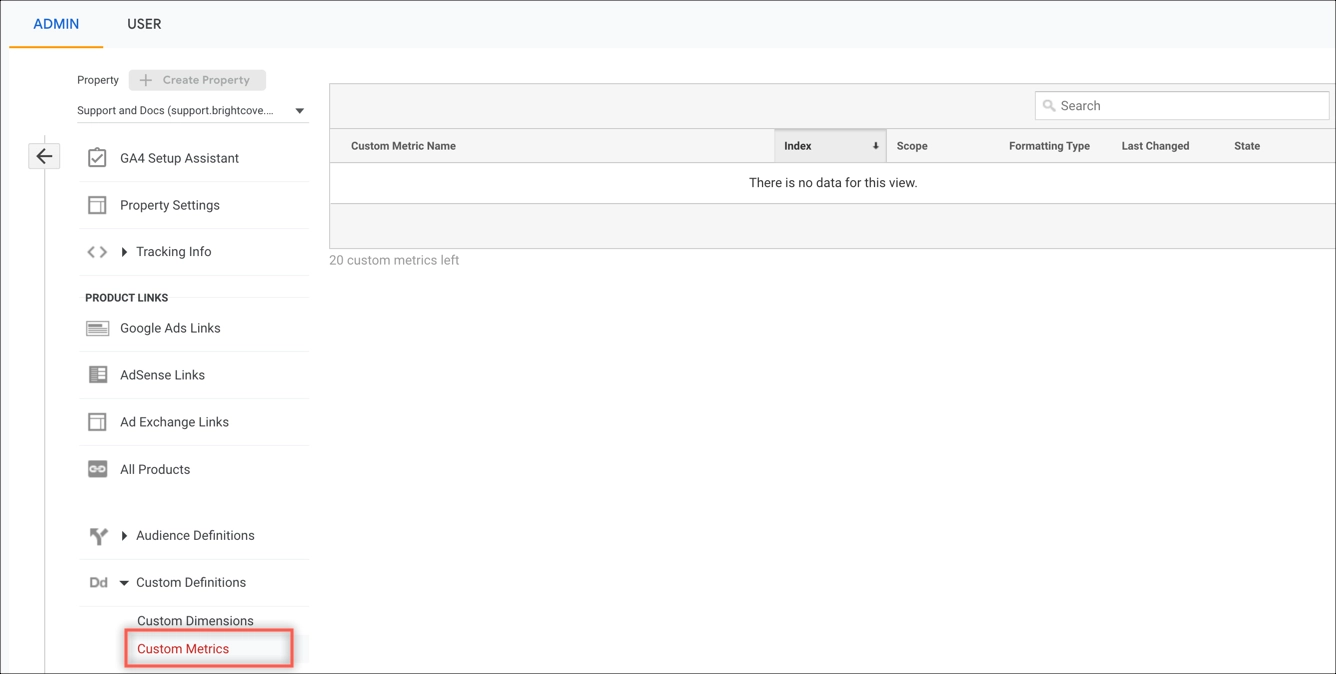 ADMIN USER
Property Create Property
Support and Docs (support.brightcove....
GA4 Setup Assistant
Property Settings
Tracking Info
PRODUCT LINKS
Google Ads Links
AdSense Links
Ad Exchange Links
All Products
Audience Definitions
Dd Custom Definitions
Custom Dimensions
Custom Metrics
Search
Custom Metric Name Index Scope Formatting Type Last Changed State
There is no data for this view.
20 custom metrics left